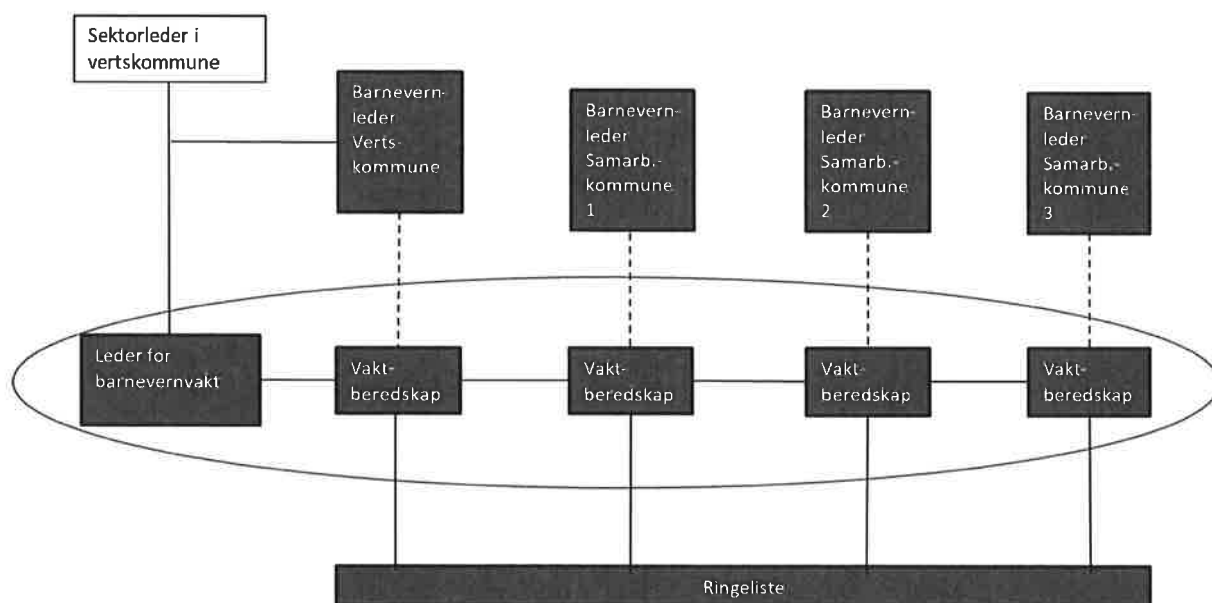 Sektorleder i
vertskommune
Barnevern-
leder
Verts-
kommune
Barnevern-
leder
Samarb.-
kommune
1
Barnevern-
leder
Samarb.-
kommune
2
Barnevern-
leder
Samarb.-
kommune
3
Leder for
barnevernvakt
Vakt-
beredskap
Vakt-
beredskap
Vakt-
beredskap
Vakt-
beredskap
Ringeliste